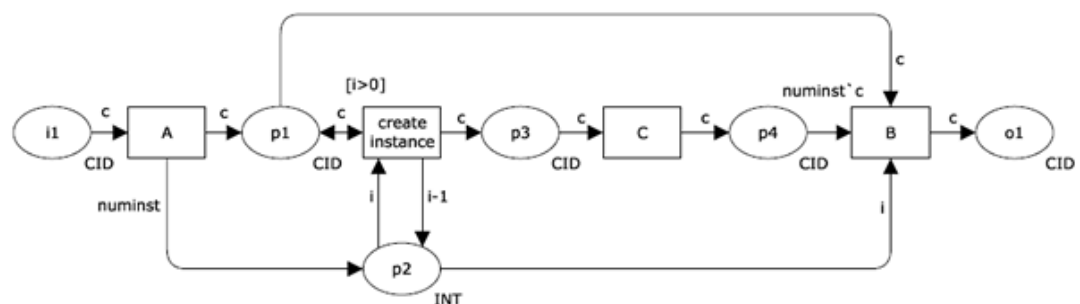 c
[i>0]
numinst`c
i1
c
A
c
p1
c
create
instance
c
p3
c
C
c
p4
B
c
o1
CID
CID
CID
CID
CID
numinst
i
i-1
i
p2
INT